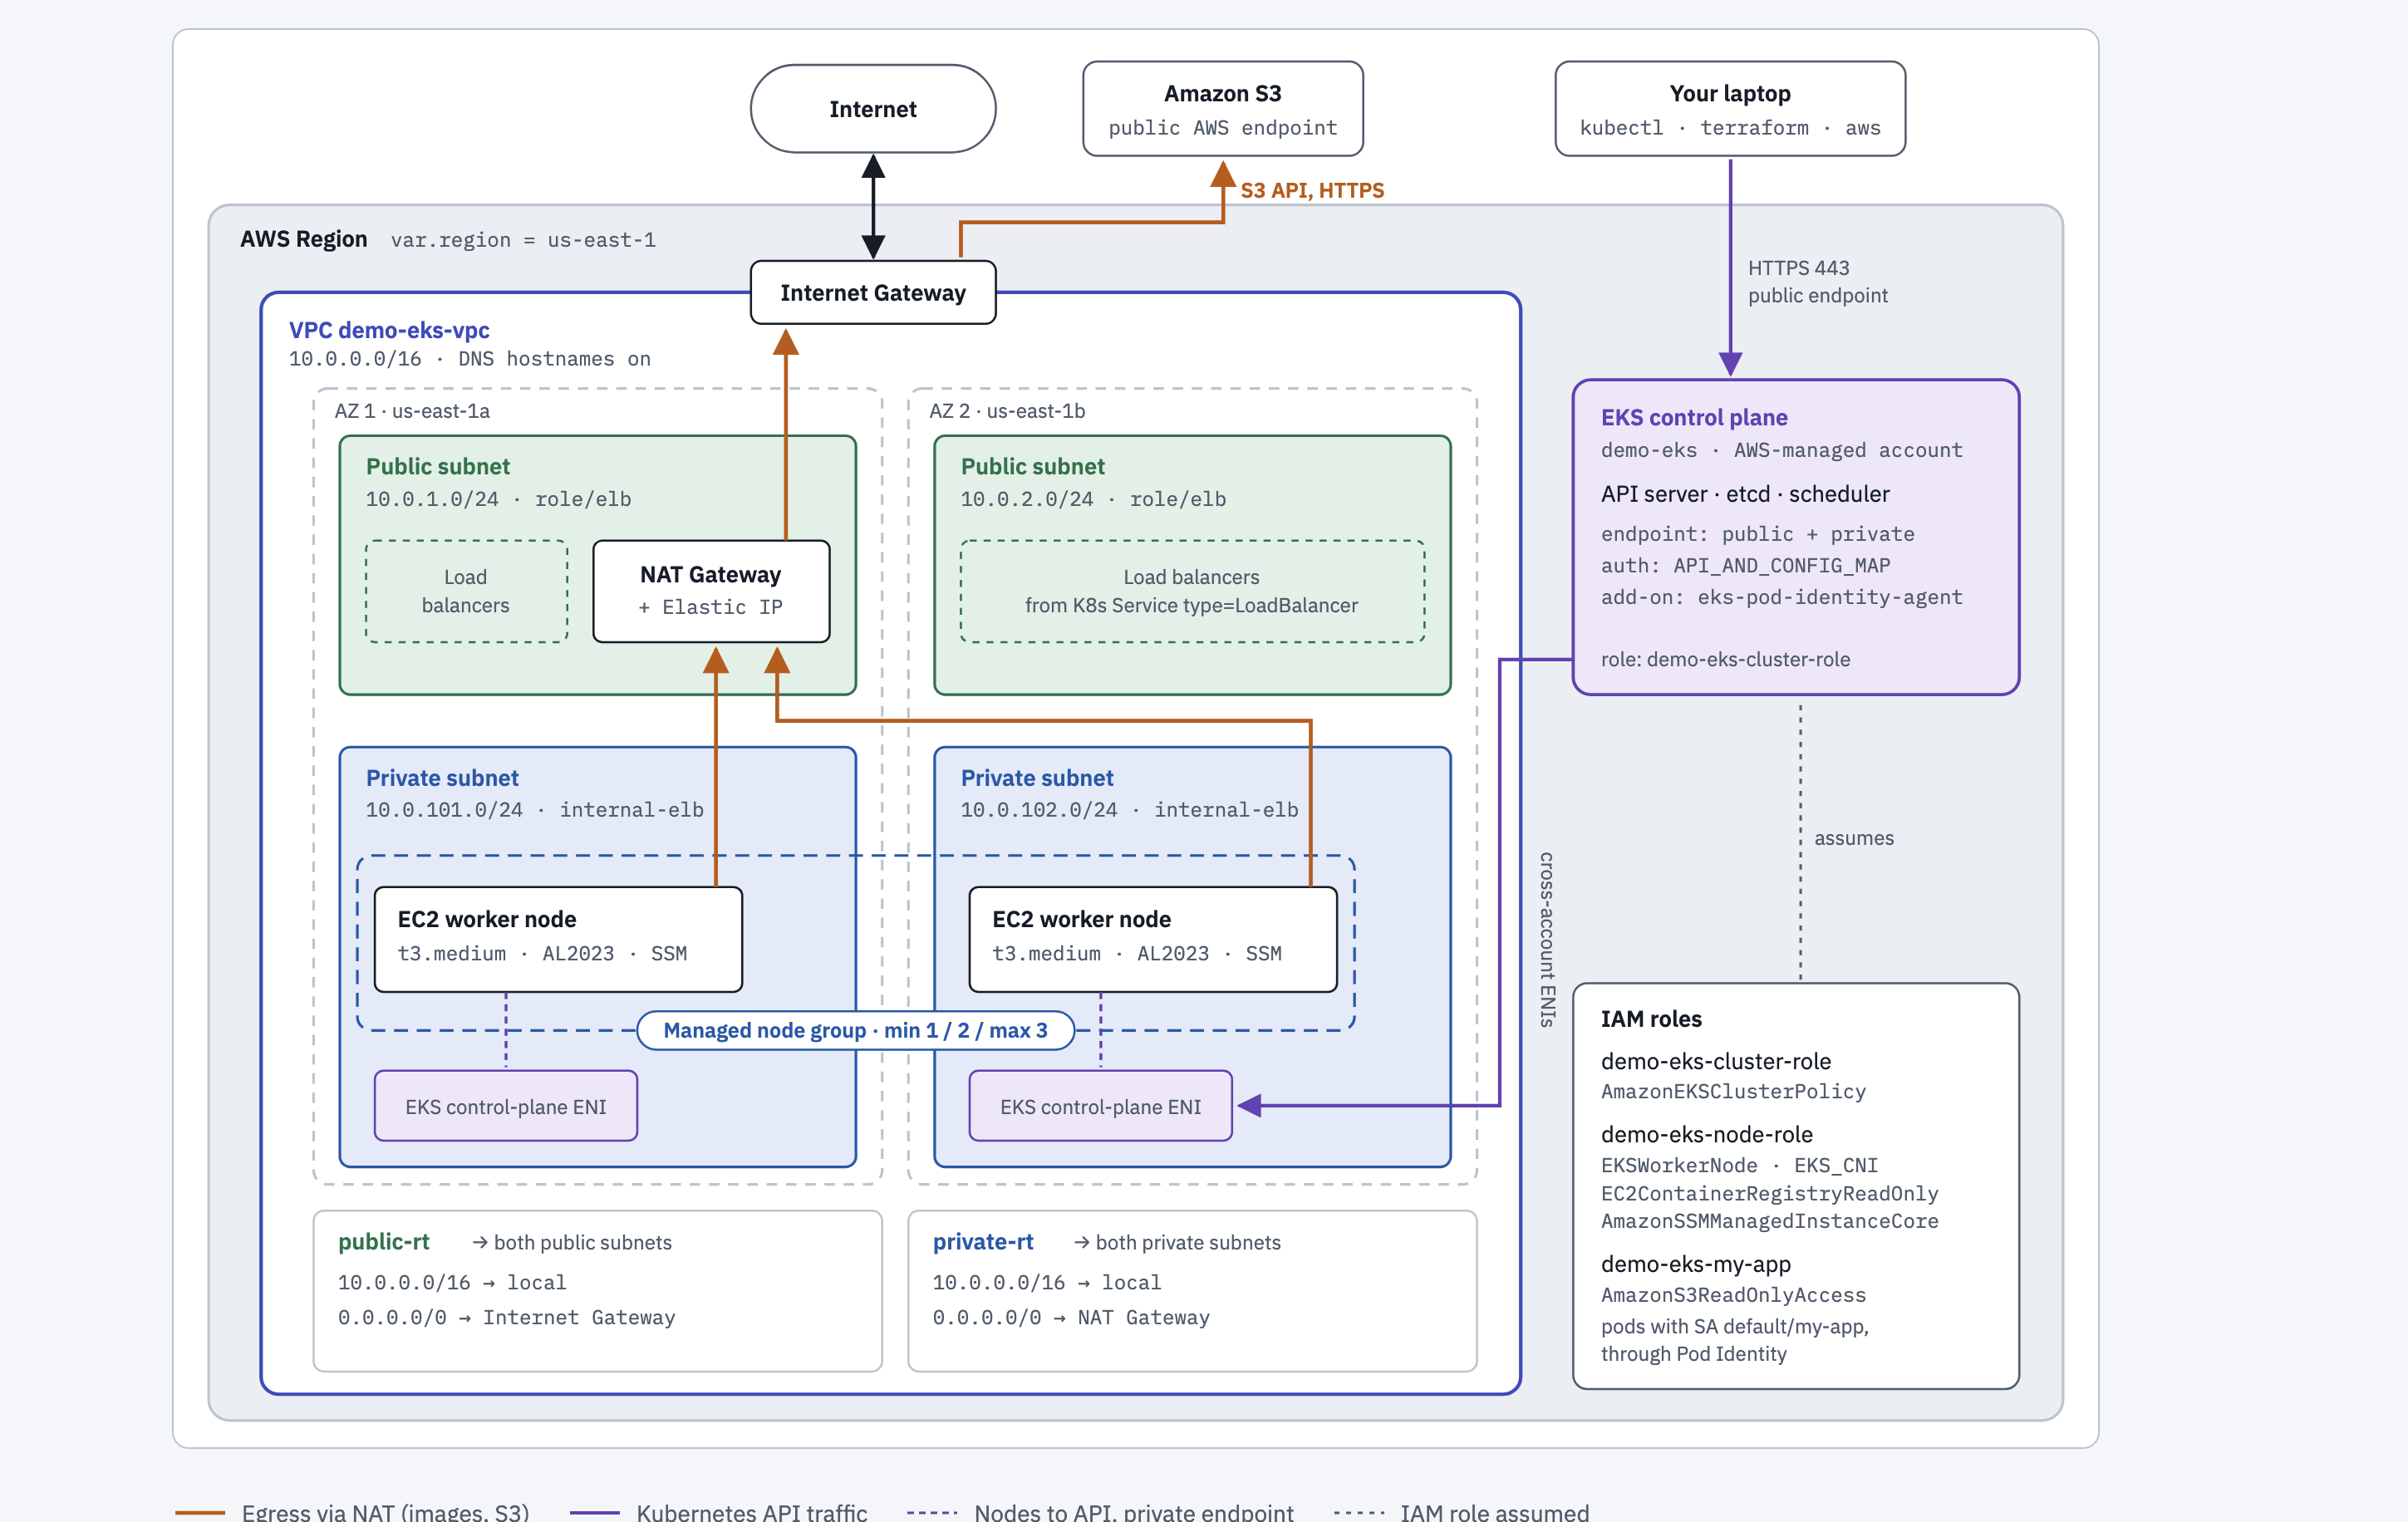 Internet
Amazon S3
public AWS endpoint
Your laptop
kubectl · terraform · aws
S3 API, HTTPS
AWS Region var.region = us-east-1
Internet Gateway
HTTPS 443
public endpoint
VPC demo-eks-vpc
10.0.0.0/16 · DNS hostnames on
AZ 1 · us-east-1a
Public subnet
10.0.1.0/24 · role/elb
Load
balancers
NAT Gateway
+ Elastic IP
AZ 2 · us-east-1b
Public subnet
10.0.2.0/24 · role/elb
Load balancers
from K8s Service type=LoadBalancer
EKS control plane
demo-eks · AWS-managed account
API server · etcd · scheduler
endpoint: public + private
auth: API_AND_CONFIG_MAP
add-on: eks-pod-identity-agent
role: demo-eks-cluster-role
Private subnet
10.0.101.0/24 · internal-elb
EC2 worker node
t3.medium · AL2023 · SSM
Private subnet
10.0.102.0/24 · internal-elb
EC2 worker node
t3.medium · AL2023 · SSM
Managed node group · min 1 / 2 / max 3
EKS control-plane ENI
EKS control-plane ENI
cross-account ENIs
assumes
IAM roles
demo-eks-cluster-role
AmazonEKSClusterPolicy
demo-eks-node-role
EKSWorkerNode · EKS_CNI
EC2ContainerRegistryReadOnly
AmazonSSMManagedInstanceCore
demo-eks-my-app
AmazonS3ReadOnlyAccess
pods with SA default/my-app,
through Pod Identity
public-rt → both public subnets
10.0.0.0/16 → local
0.0.0.0/0 → Internet Gateway
private-rt → both private subnets
10.0.0.0/16 → local
0.0.0.0/0 → NAT Gateway
Egress via NAT (images, S3)
Kubernetes API traffic
Nodes to API, private endpoint
IAM role assumed